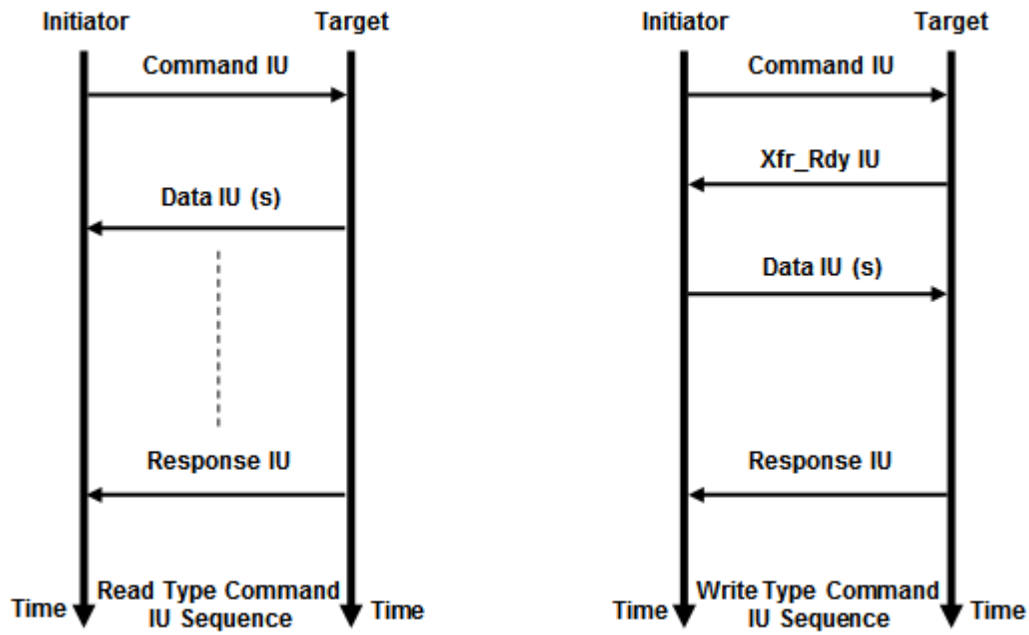 Initiator
Target
Command IU
Data IU (s)
Response IU
Time
Read Type Command
IU Sequence
Time
Initiator
Target
Command IU
Xfr_Rdy IU
Data IU (s)
Response IU
Time
Write Type Command
IU Sequence
Time